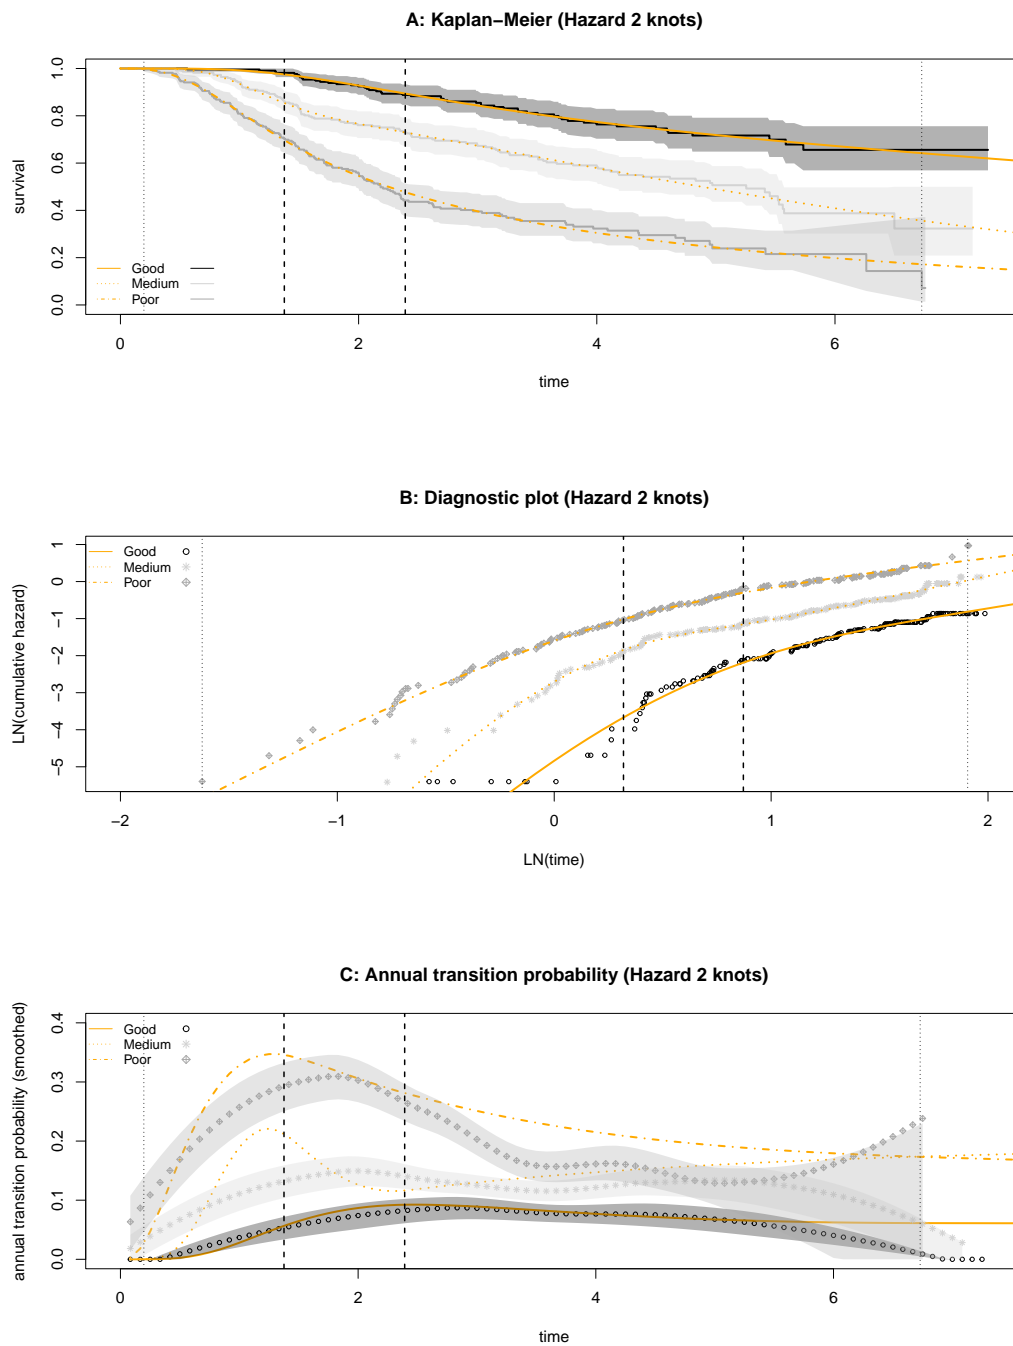 A: Kaplan−Meier (Hazard 2 knots)
survival
1.0
0.8
0.6
0.4
0.2
0.0
Good
Medium
Poor
0 2 4 6
time
B: Diagnostic plot (Hazard 2 knots)
LN(cumulative hazard)
1
0
−1
−2
−3
−4
−5
Good
Medium
Poor
−2 −1 0 1 2
LN(time)
C: Annual transition probability (Hazard 2 knots)
annual transition probability (smoothed)
0.4
0.3
0.2
0.1
0.0
Good
Medium
Poor
0 2 4 6
time